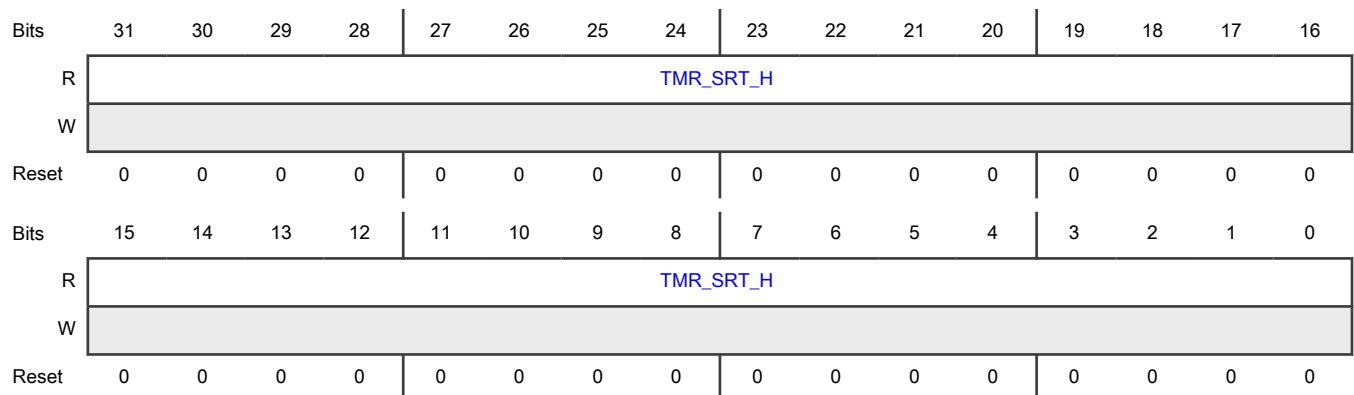 Bits 31 30 29 28 27 26 25 24 23 22 21 20 19 18 17 16
R TMR_SRT_H
W
Reset 0 0 0 0 0 0 0 0 0 0 0 0 0 0 0 0
Bits 15 14 13 12 11 10 9 8 7 6 5 4 3 2 1 0
R TMR_SRT_H
W
Reset 0 0 0 0 0 0 0 0 0 0 0 0 0 0 0 0